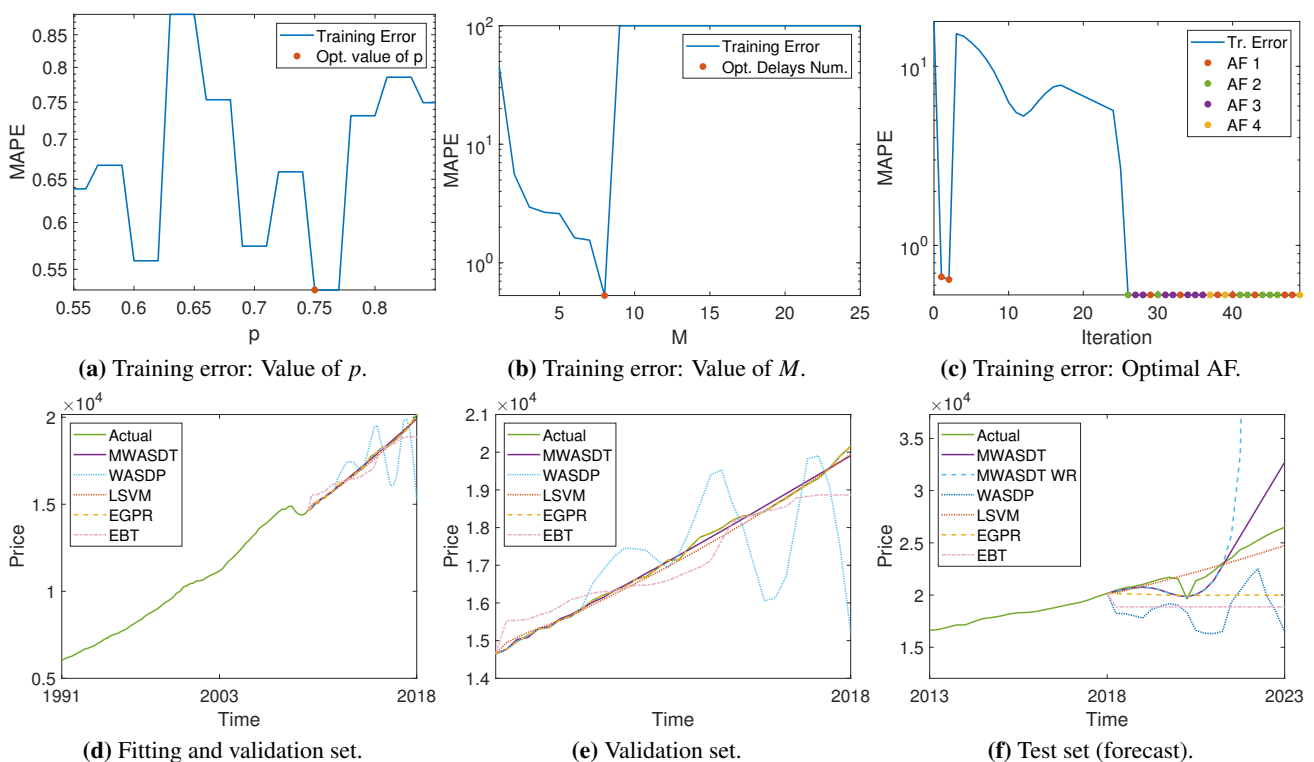 0.85
0.75
0.7
0.65
0.6
0.55
MAPE
0.55
0.6
0.65
0.7
0.75
0.8
p
Training Error
Opt. value of p
(a) Training error: Value of p.
10^2
10^1
10^0
MAPE
5
10
15
20
25
M
Training Error
Opt. Delays Num.
(b) Training error: Value of M.
10^1
10^0
MAPE
0
10
20
30
40
Iteration
Tr. Error
AF 1
AF 2
AF 3
AF 4
(c) Training error: Optimal AF.
×10^4
2
1.5
1
0.5
Price
1991
2003
2018
Time
Actual
MWASDT
WASDP
LSVM
EGPR
EBT
(d) Fitting and validation set.
×10^4
2.1
2
1.9
1.8
1.7
1.6
1.5
1.4
Price
2018
Time
Actual
MWASDT
WASDP
LSVM
EGPR
EBT
(e) Validation set.
×10^4
3.5
3
2.5
2
1.5
Price
2013
2018
2023
Time
Actual
MWASDT
MWASDT WR
WASDP
LSVM
EGPR
EBT
(f) Test set (forecast).